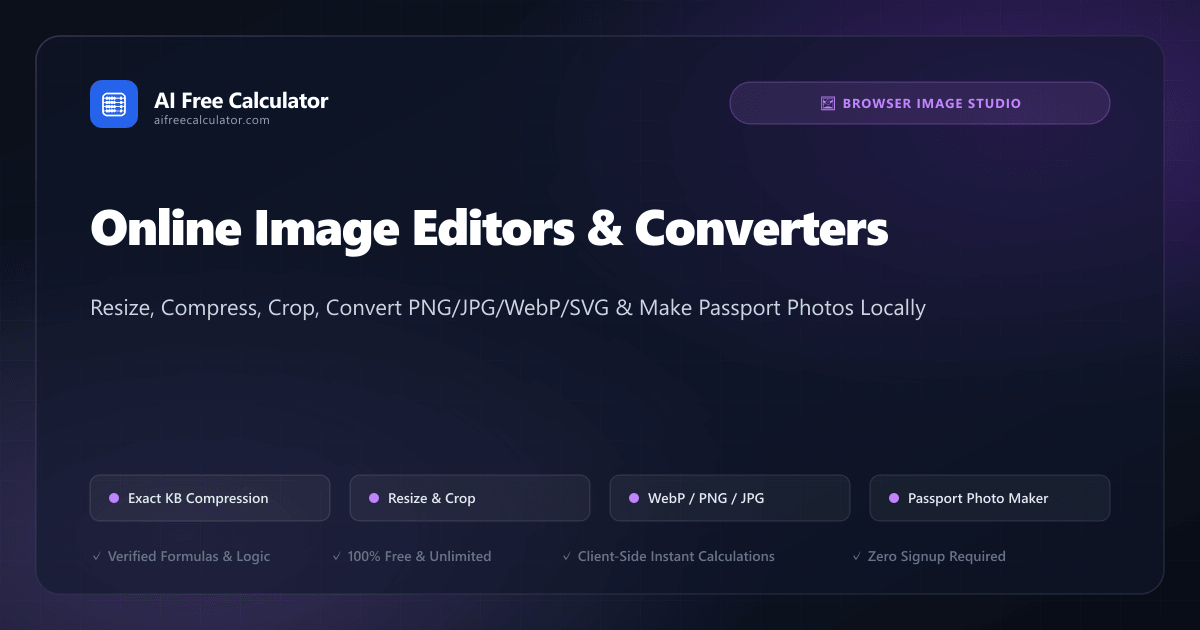 AI Free Calculator
aifreecalculator.com
BROWSER IMAGE STUDIO
Online Image Editors & Converters
Resize, Compress, Crop, Convert PNG/JPG/WebP/SVG & Make Passport Photos Locally
Exact KB Compression
Resize & Crop
WebP / PNG / JPG
Passport Photo Maker
✓ Verified Formulas & Logic
✓ 100% Free & Unlimited
✓ Client-Side Instant Calculations
✓ Zero Signup Required